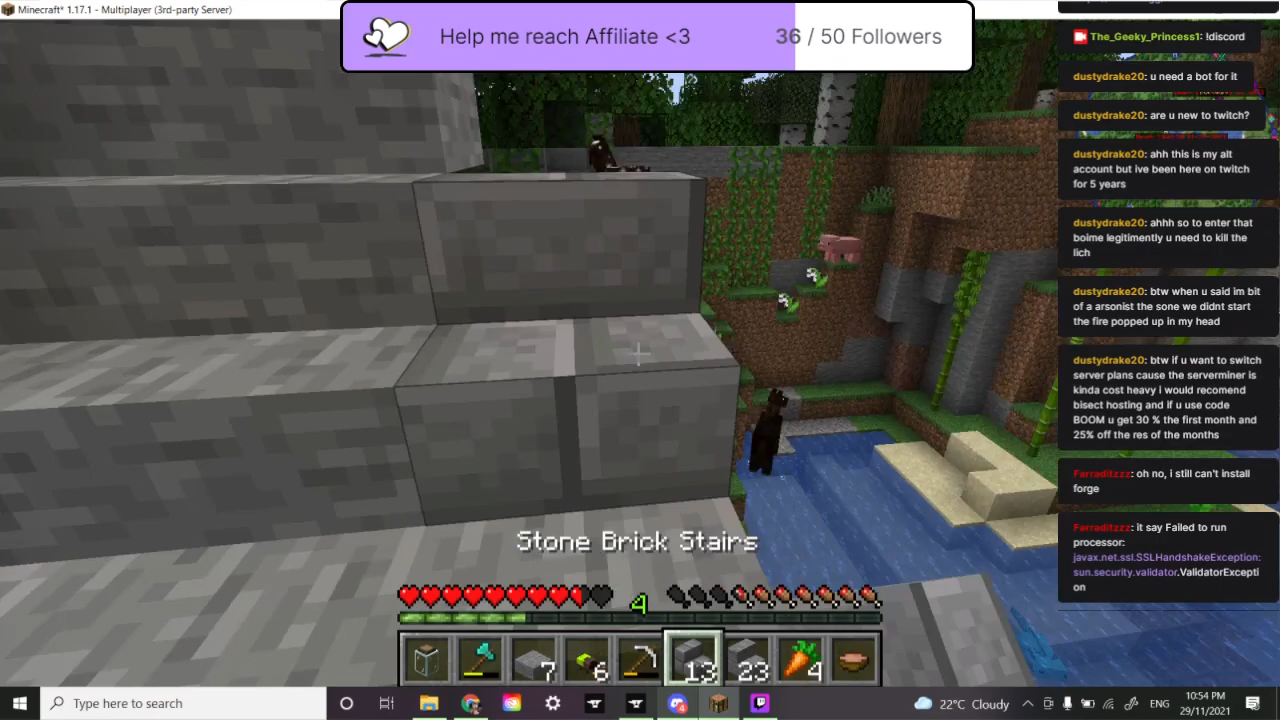 Minecraft* 1.17.1 - Multiplayer (3rd-party Server)
Help me reach Affiliate <3
36 / 50 Followers
The_Geeky_Princess1: !discord
dustydrake20: u need a bot for it
dustydrake20: are u new to twitch?
dustydrake20: ahh this is my alt
account but ive been here on twitch
for 5 years
dustydrake20: ahhh so to enter that
boime legitimently u need to kill the
lich
dustydrake20: btw when u said im bit
of a arsonist the sone we didnt start
the fire popped up in my head
dustydrake20: btw if u want to switch
server plans cause the serverminer is
kinda cost heavy i would recomend
bisect hosting and if u use code
BOOM u get 30 % the first month and
25% off the res of the months
Farraditzzz: oh no, i still can't install
forge
Farraditzzz: it say Failed to run
processor:
javax.net.ssl.SSLHandshakeException:
sun.security.validator.ValidatorExcepti
on
Stone Brick Stairs
4
7
6
13
23
4
Type here to search
22°C Cloudy
ENG
10:54 PM
29/11/2021